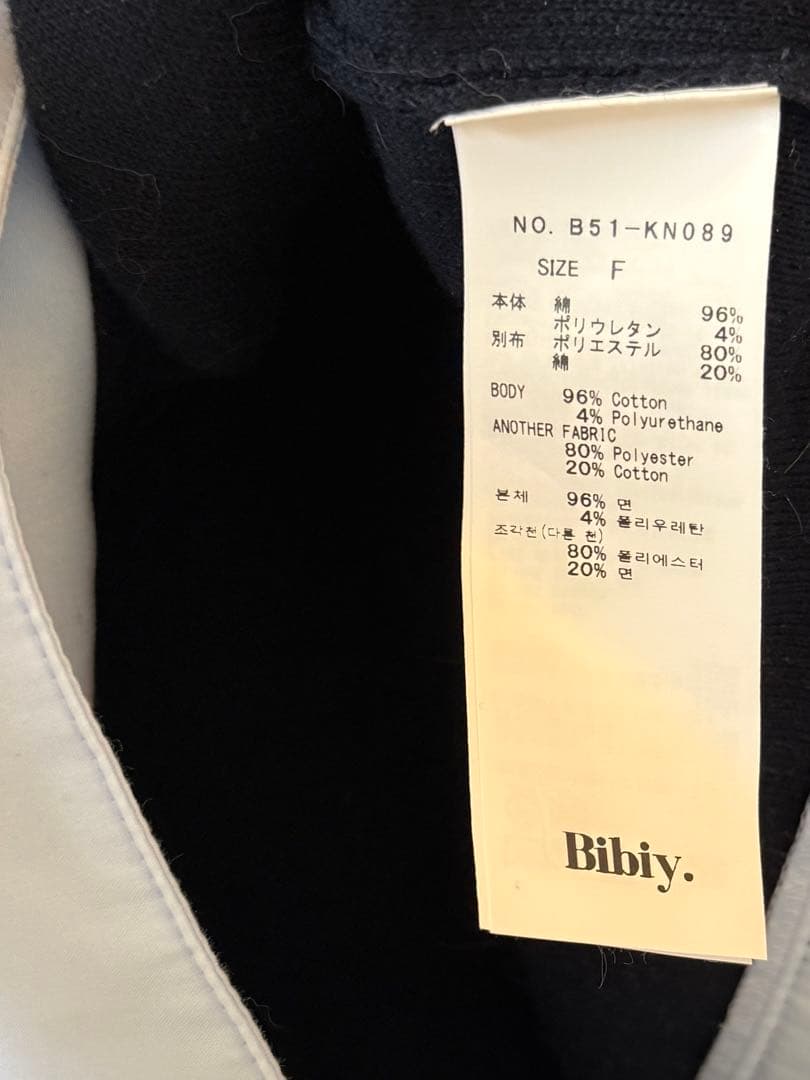 NO. B51-KN089
SIZE F
本体 綿 96%
ポリウレタン 4%
別布 ポリエステル 80%
綿 20%
BODY 96% Cotton
4% Polyurethane
ANOTHER FABRIC
80% Polyester
20% Cotton
본체 96% 면
4% 폴리우레탄
조각천(다른 천)
80% 폴리에스터
20% 면
Bibiy.